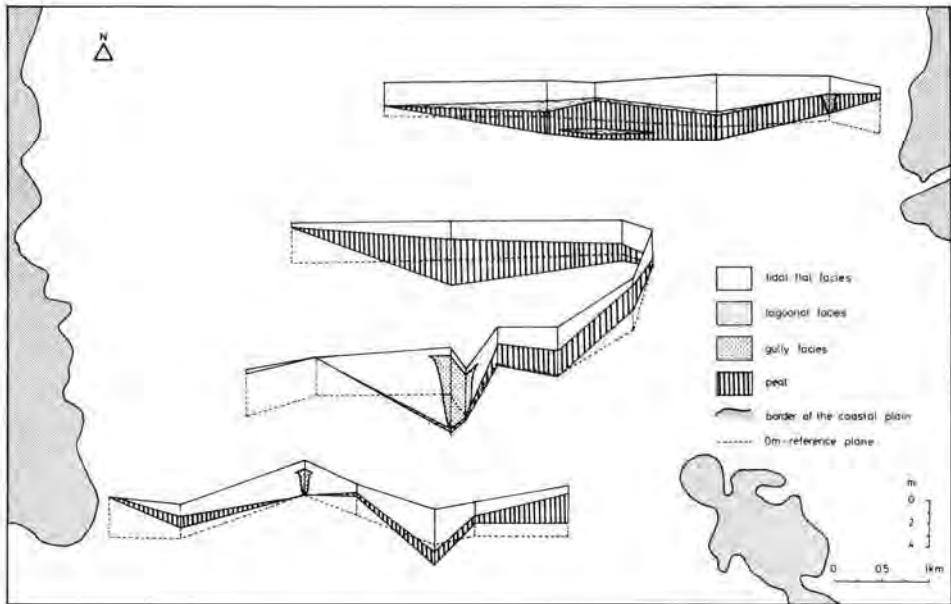 N
tidal flat facies
lagoonal facies
gully facies
peat
border of the coastal plain
0m-reference plane
m
0
2
4
0 0.5 1km